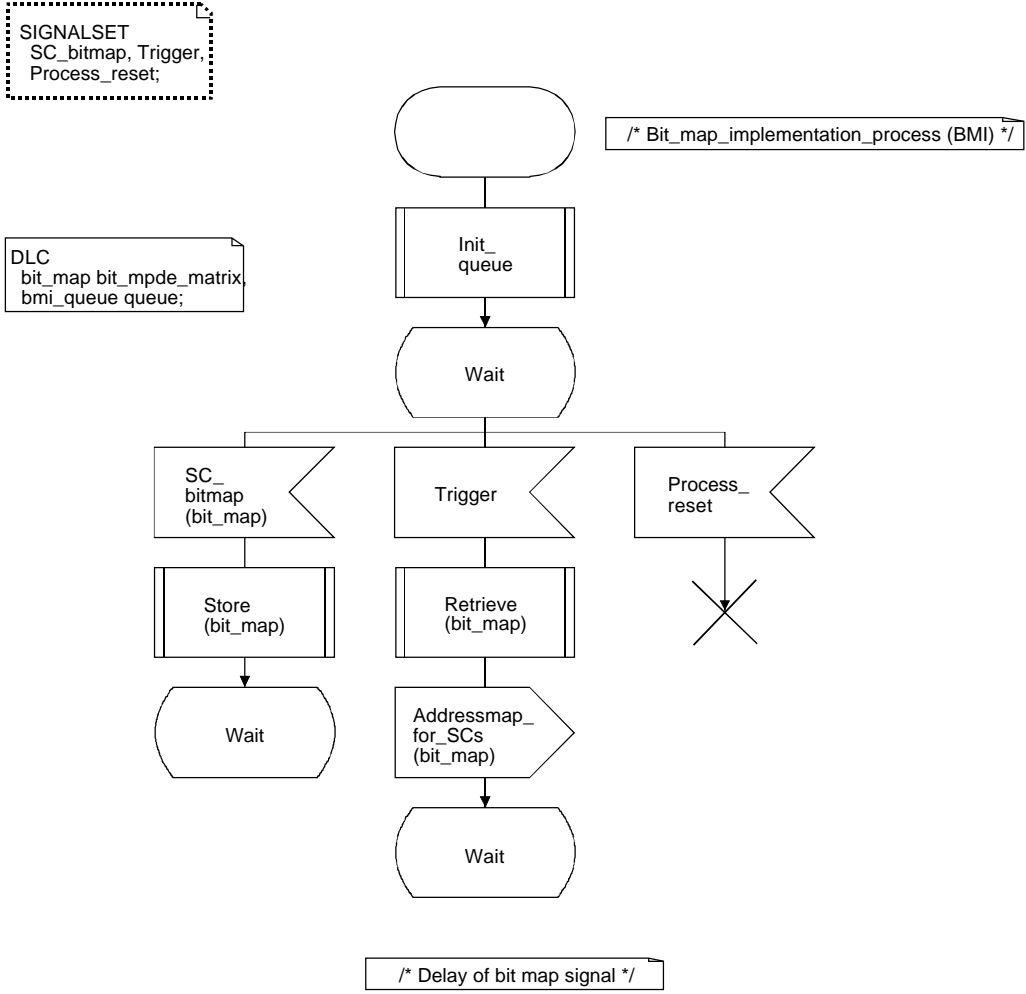 SIGNALSET
SC_bitmap, Trigger,
Process_reset;
/* Bit_map_implementation_process (BMI) */
Init_
queue
DLC
bit_map bit_mpde_matrix,
bmi_queue queue;
Wait
SC_
bitmap
(bit_map)
Trigger
Process_
reset
Store
(bit_map)
Retrieve
(bit_map)
Wait
Addressmap_
for_SCs
(bit_map)
Wait
/* Delay of bit map signal */